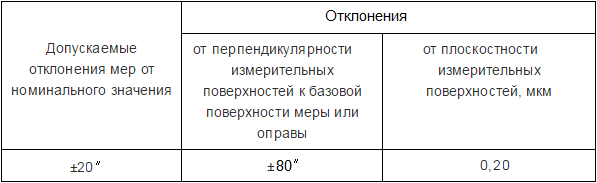 Допускаемые
отклонения мер от
номинального значения
Отклонения
от перпендикулярности
измерительных
поверхностей к базовой
поверхности меры или
оправы
от плоскостности
измерительных
поверхностей, мкм
±20″
±80″
0,20